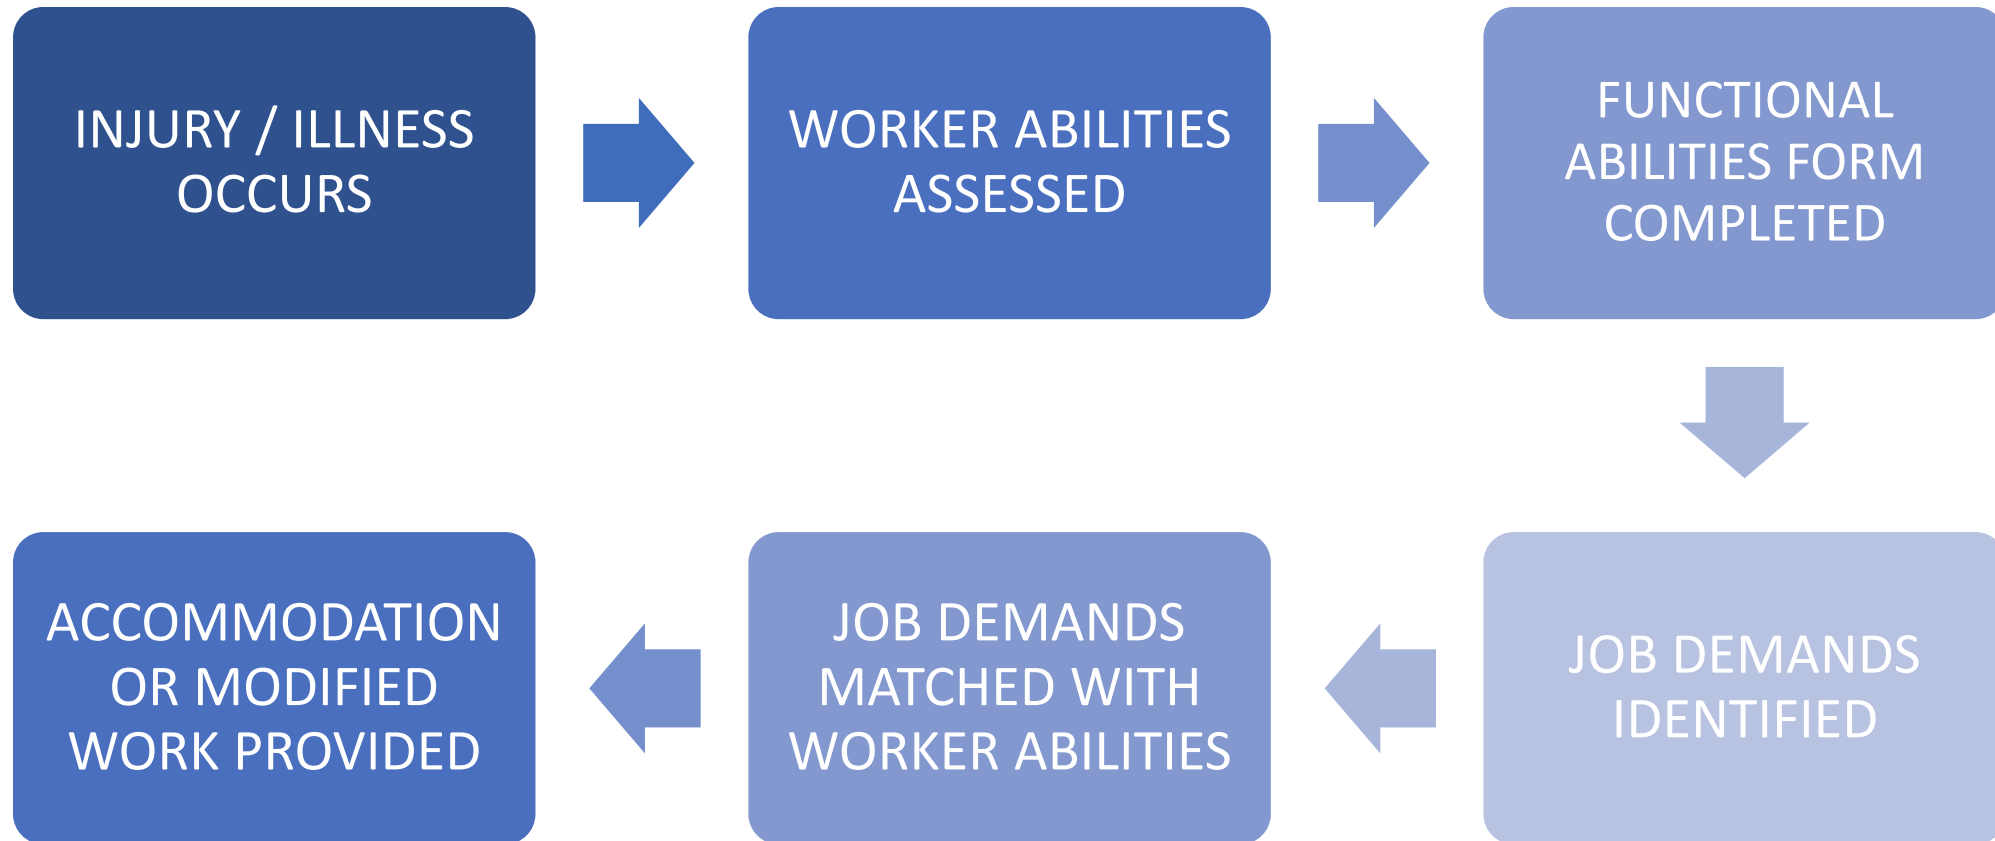 INJURY / ILLNESS
OCCURS
WORKER ABILITIES
ASSESSED
FUNCTIONAL
ABILITIES FORM
COMPLETED
JOB DEMANDS
IDENTIFIED
JOB DEMANDS
MATCHED WITH
WORKER ABILITIES
ACCOMMODATION
OR MODIFIED
WORK PROVIDED